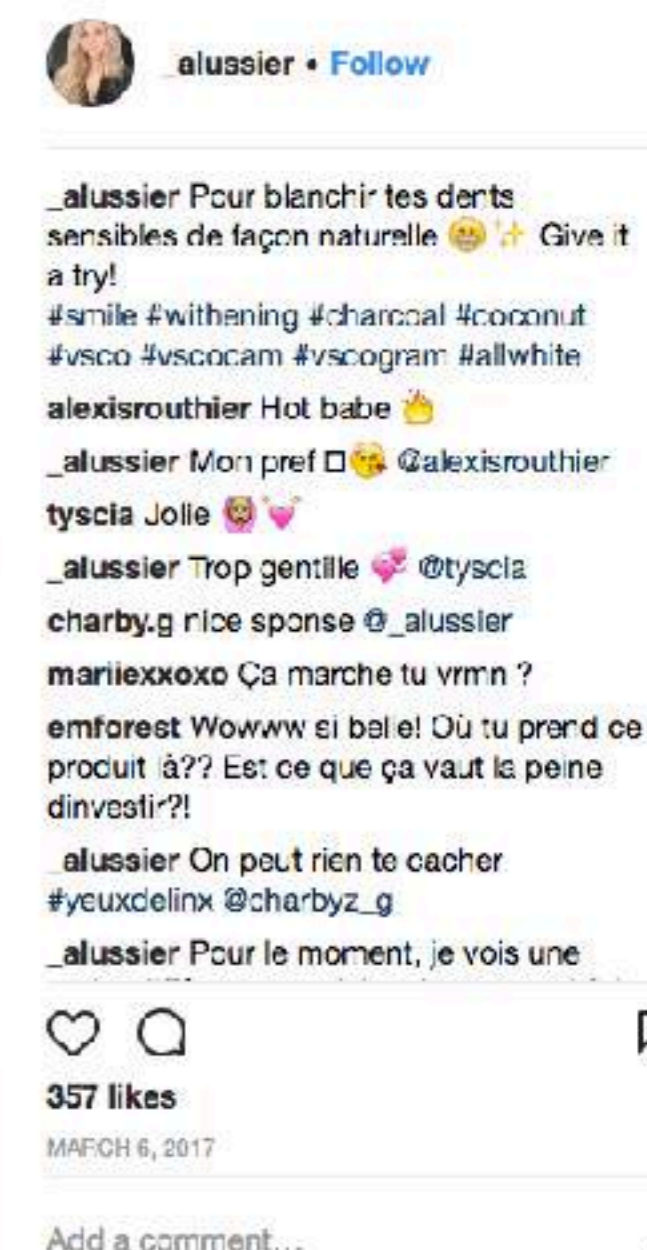 _alussier • Follow
_alussier Pour blanchir tes dents
sensibles de façon naturelle 😁✨ Give it
a try!
#smile #withening #charcoal #coconut
#vsco #vscocam #vscogram #allwhite
alexisrouthier Hot babe 🔥
_alussier Mon pref □😘 @alexisrouthier
tyscia Jolie 🙆🏼💓
_alussier Trop gentille 💞 @tyscia
charby.g nice sponse @_alussier
mariiexxoxo Ça marche tu vrmn ?
emforest Wowww si belle! Où tu prend ce
produit là?? Est ce que ça vaut la peine
dinvestir?!
_alussier On peut rien te cacher
#yeuxdelinx @charbyz_g
_alussier Pour le moment, je vois une
357 likes
MARCH 6, 2017
Add a comment...